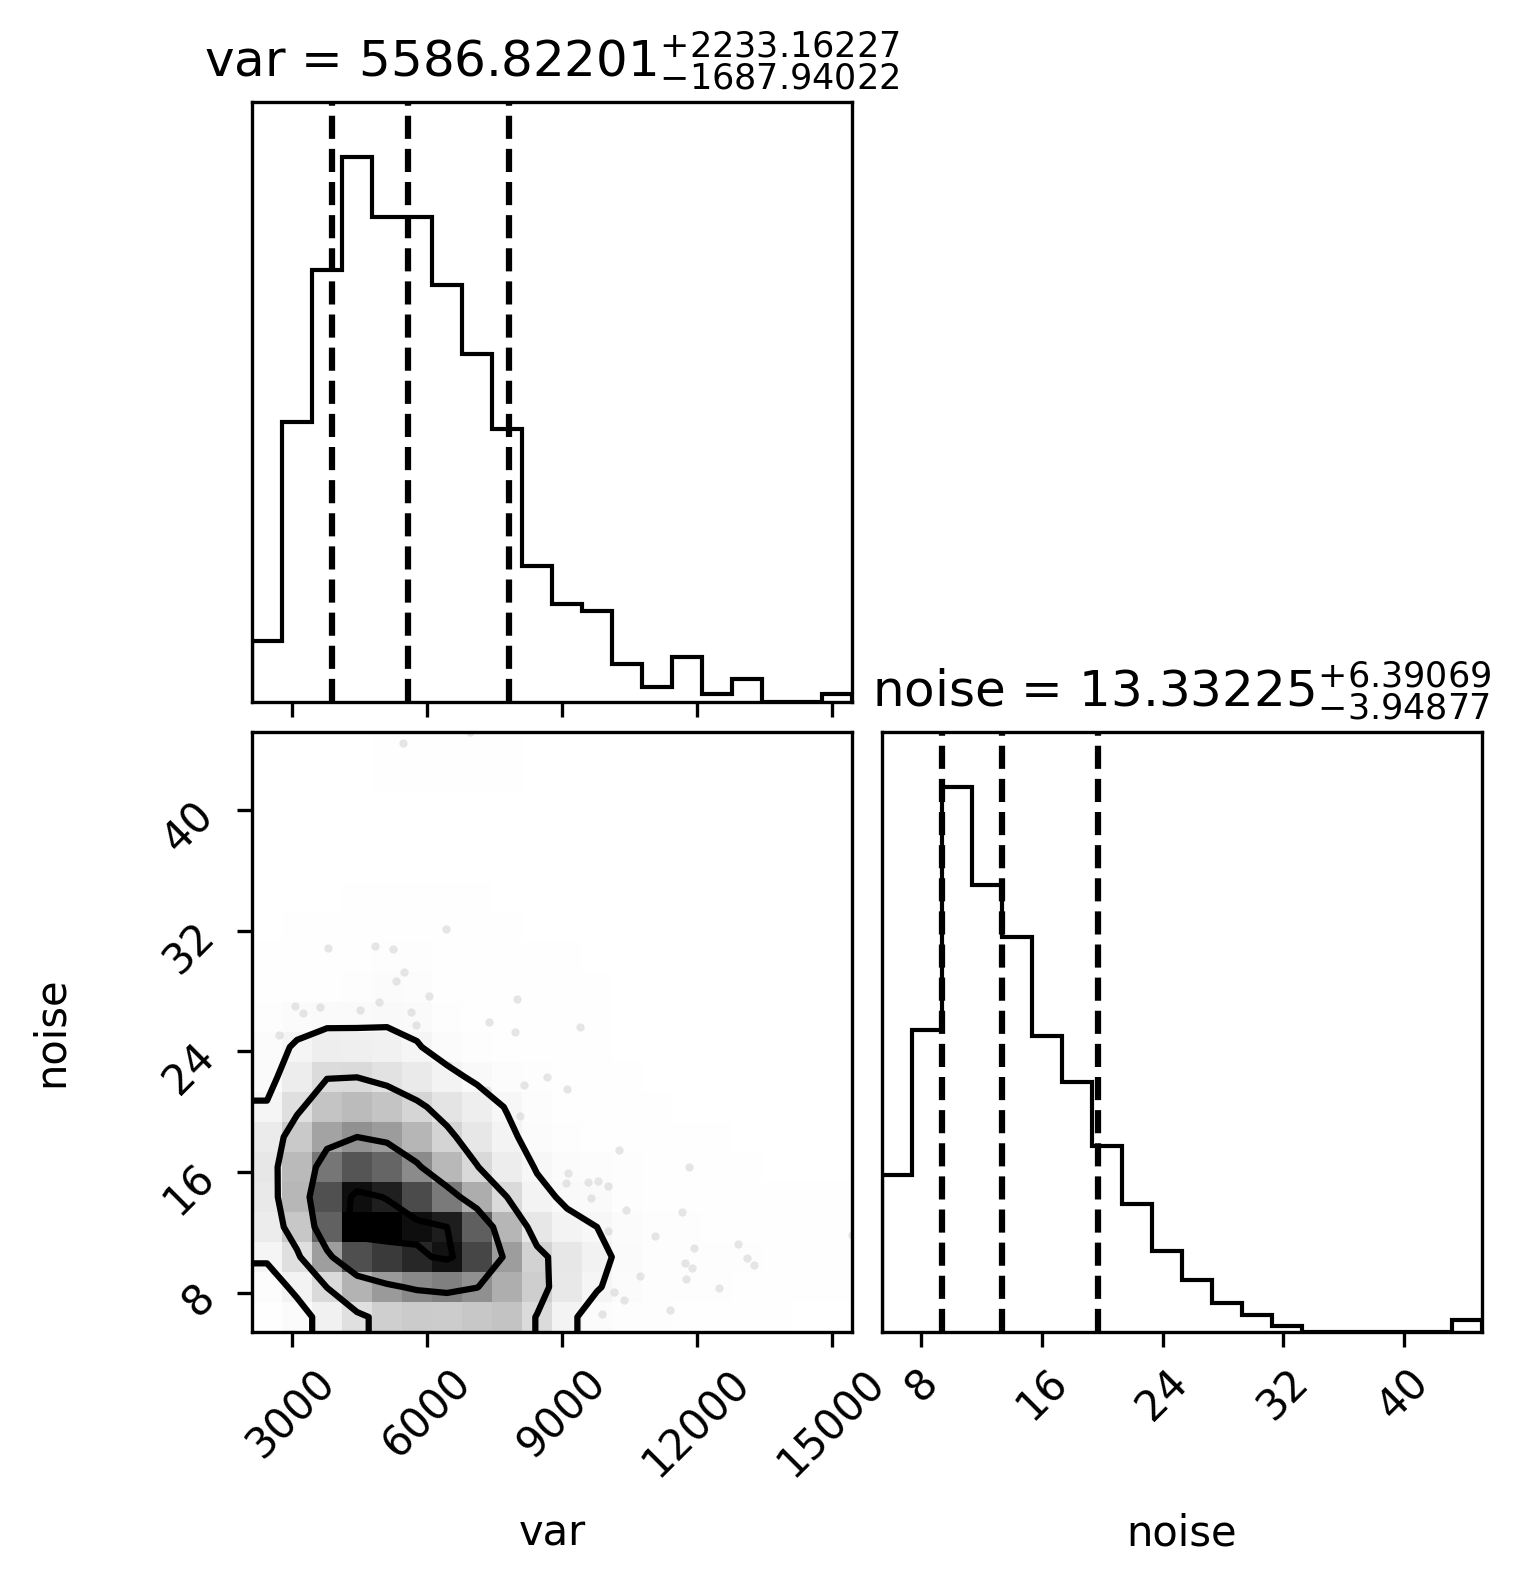 var = 5586.82201+2233.16227−1687.94022
noise = 13.33225+6.39069−3.94877
40
32
24
16
8
noise
3000 6000 9000 12000 15000
var
8 16 24 32 40
noise